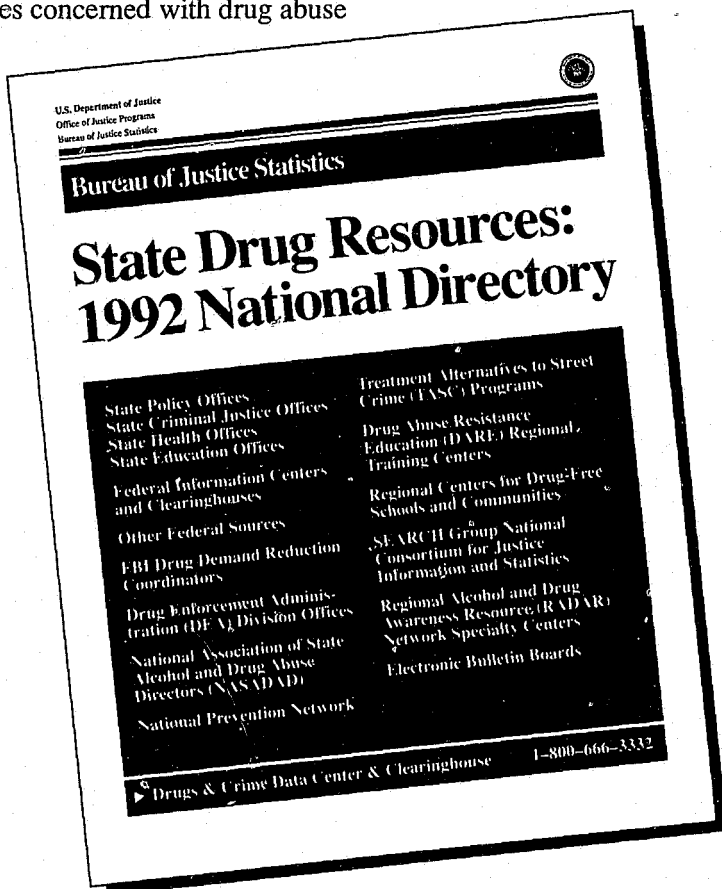 es concerned with drug abuse
U.S. Department of Justice
Office of Justice Programs
Bureau of Justice Statistics
Bureau of Justice Statistics
State Drug Resources:
1992 National Directory
State Policy Offices
State Criminal Justice Offices
State Health Offices
State Education Offices
Federal Information Centers
and Clearinghouses
Other Federal Sources
FBI Drug Demand Reduction
Coordinators
Drug Enforcement Adminis-
tration (DEA) Division Offices
National Association of State
Alcohol and Drug Abuse
Directors (NASADAD)
National Prevention Network
Treatment Alternatives to Street
Crime (TASC) Programs
Drug Abuse Resistance
Education (DARE) Regional
Training Centers
Regional Centers for Drug-Free
Schools and Communities
SEARCH Group National
Consortium for Justice
Information and Statistics
Regional Alcohol and Drug
Awareness Resource (RADAR)
Network Specialty Centers
Electronic Bulletin Boards
Drugs & Crime Data Center & Clearinghouse 1-800-666-3332